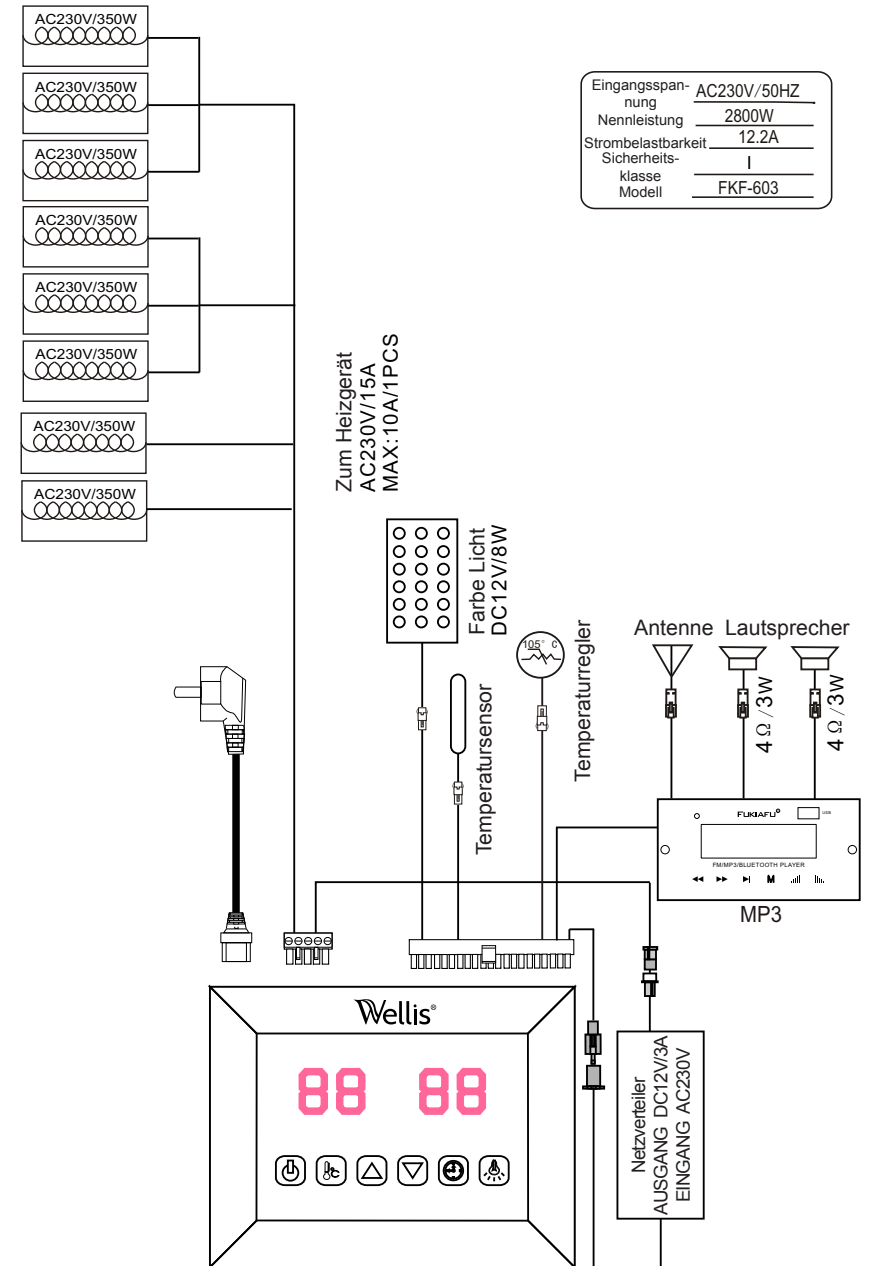 AC230V/350W
AC230V/350W
AC230V/350W
AC230V/350W
AC230V/350W
AC230V/350W
AC230V/350W
AC230V/350W
Eingangsspan-
nung
AC230V/50HZ
Nennleistung 2800W
Strombelastbarkeit 12.2A
Sicherheits-
klasse
I
Modell FKF-603
Zum Heizgerät
AC230V/15A
MAX:10A/1PCS
Farbe Licht
DC12V/8W
Temperatursensor
105° C
Temperaturregler
Antenne Lautsprecher
4Ω/3W
4Ω/3W
FUKIAFU®
USB
FM/MP3/BLUETOOTH PLAYER
M
MP3
Wellis®
88 88
°C
Netzverteiler
AUSGANG DC12V/3A
EINGANG AC230V